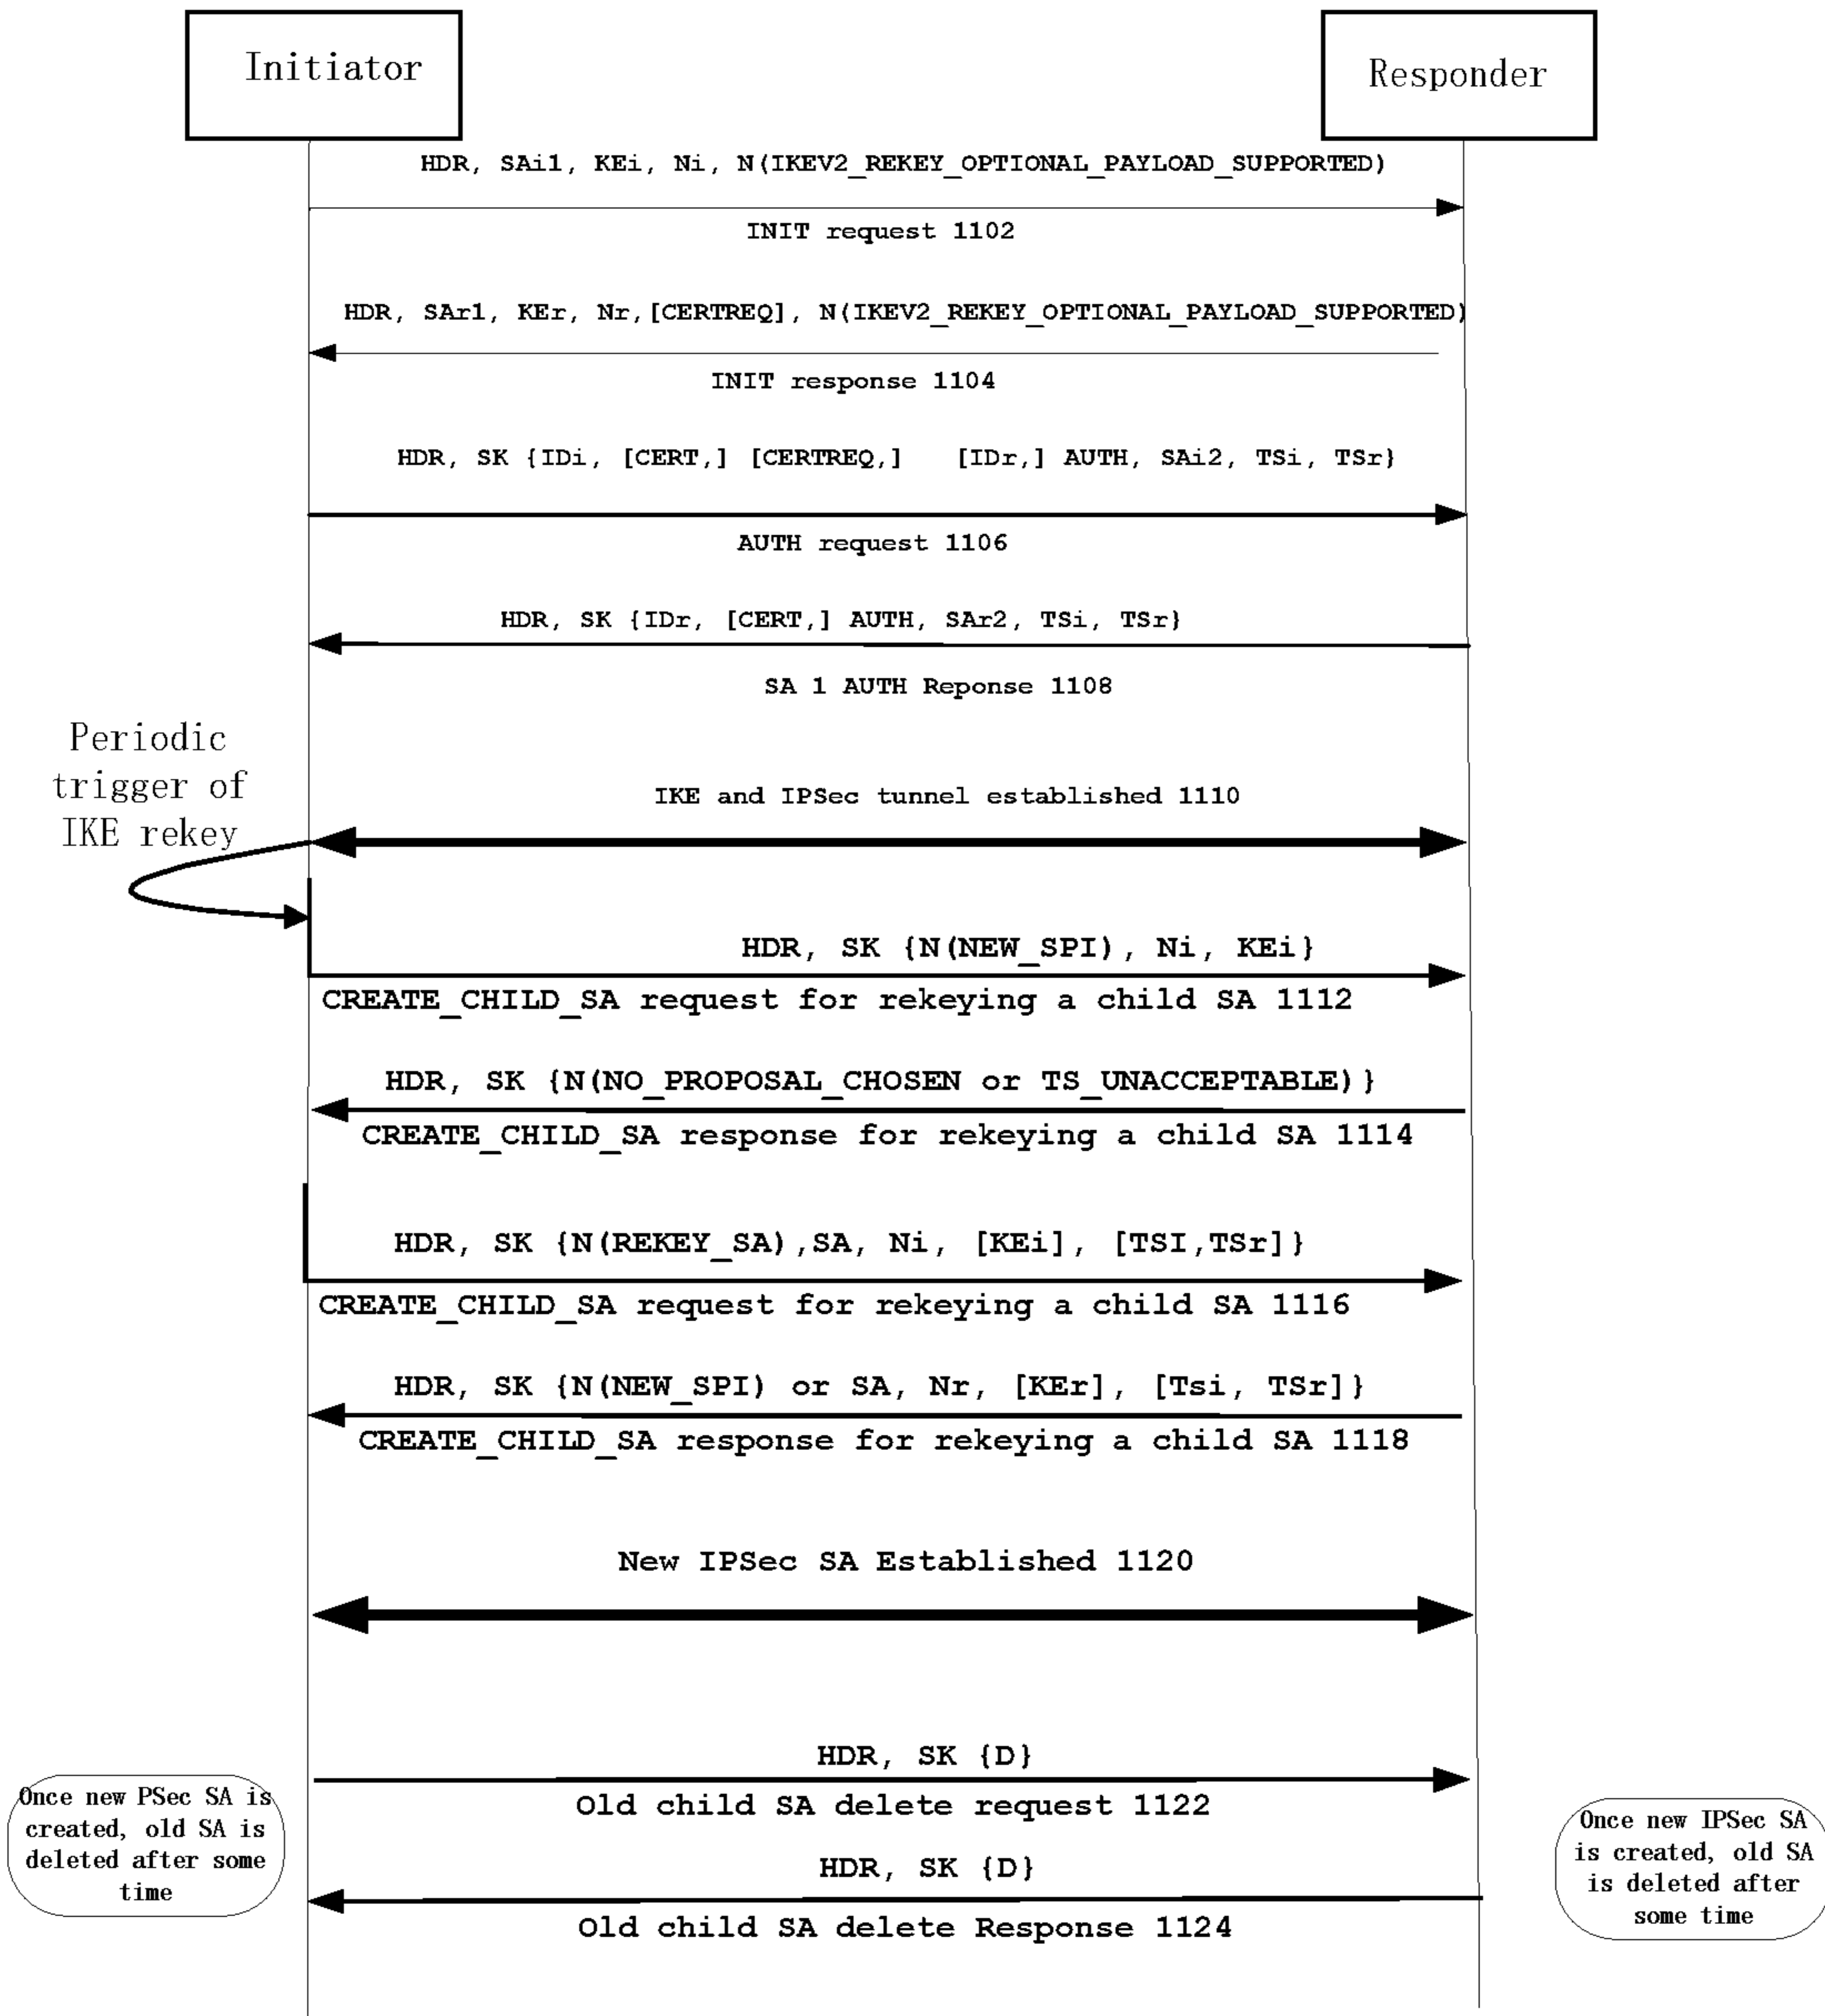 Initiator
Responder
HDR, SAi1, KEi, Ni, N(IKEV2_REKEY_OPTIONAL_PAYLOAD_SUPPORTED)
INIT request 1102
HDR, SAr1, KEr, Nr,[CERTREQ], N(IKEV2_REKEY_OPTIONAL_PAYLOAD_SUPPORTED)
INIT response 1104
HDR, SK {IDi, [CERT,] [CERTREQ,] [IDr,] AUTH, SAi2, TSi, TSr}
AUTH request 1106
HDR, SK {IDr, [CERT,] AUTH, SAr2, TSi, TSr}
SA 1 AUTH Reponse 1108
Periodic
trigger of
IKE rekey
IKE and IPSec tunnel established 1110
HDR, SK {N(NEW_SPI), Ni, KEi}
CREATE_CHILD_SA request for rekeying a child SA 1112
HDR, SK {N(NO_PROPOSAL_CHOSEN or TS_UNACCEPTABLE)}
CREATE_CHILD_SA response for rekeying a child SA 1114
HDR, SK {N(REKEY_SA),SA, Ni, [KEi], [TSI,TSr]}
CREATE_CHILD_SA request for rekeying a child SA 1116
HDR, SK {N(NEW_SPI) or SA, Nr, [KEr], [Tsi, TSr]}
CREATE_CHILD_SA response for rekeying a child SA 1118
New IPSec SA Established 1120
HDR, SK {D}
Old child SA delete request 1122
HDR, SK {D}
Old child SA delete Response 1124
Once new PSec SA is
created, old SA is
deleted after some
time
Once new IPSec SA
is created, old SA
is deleted after
some time